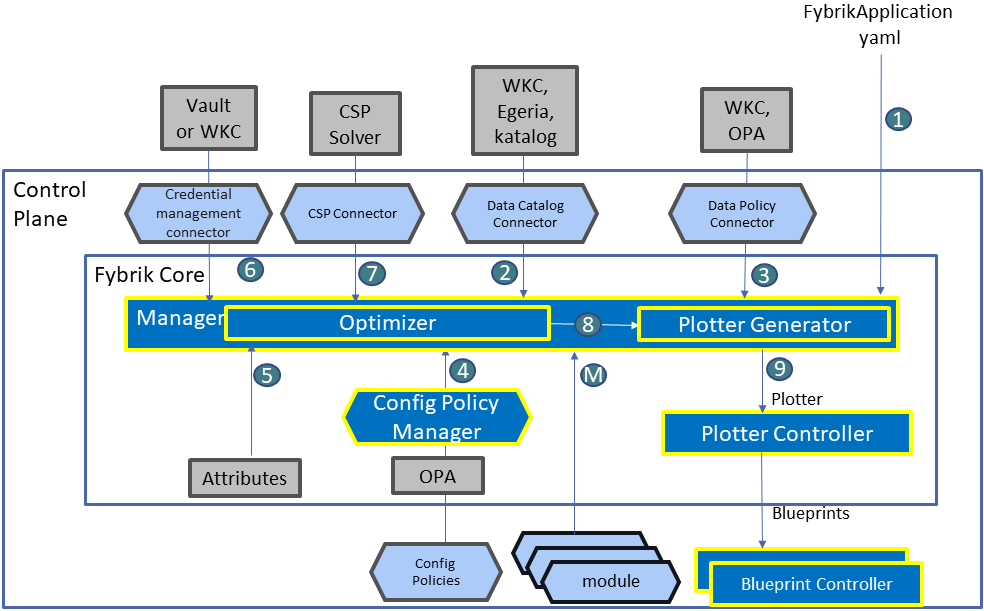 FybrikApplication
yaml
1
Vault
or WKC
CSP
Solver
WKC,
Egeria,
katalog
WKC,
OPA
Control
Plane
Credential
management
connector
CSP Connector
Data Catalog
Connector
Data Policy
Connector
Fybrik Core
6
7
2
3
Manager
Optimizer
8
Plotter Generator
5
4
M
9
Plotter
Config Policy
Manager
Plotter Controller
Attributes
OPA
Blueprints
Config
Policies
module
Blueprint Controller